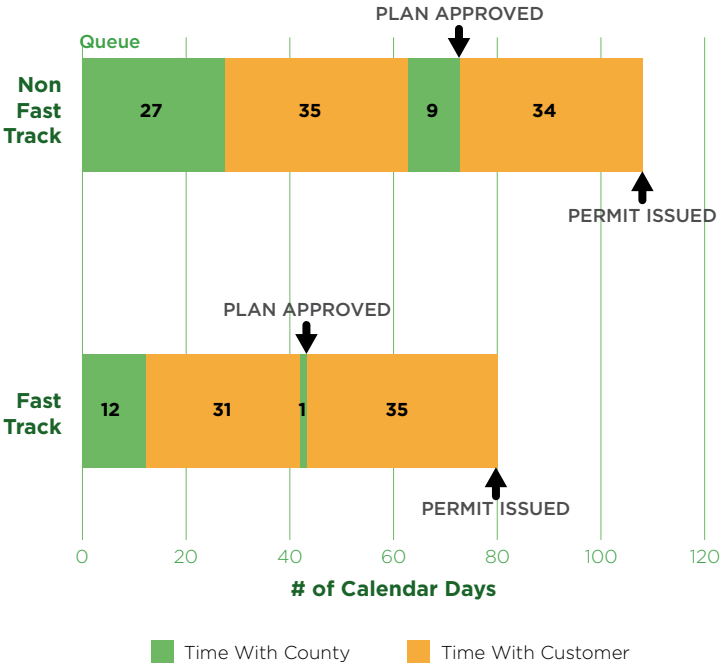 PLAN APPROVED
Queue
Non
Fast
Track
27
35
9
34
PERMIT ISSUED
PLAN APPROVED
Fast
Track
12
31
1
35
PERMIT ISSUED
0
20
40
60
80
100
120
# of Calendar Days
Time With County
Time With Customer